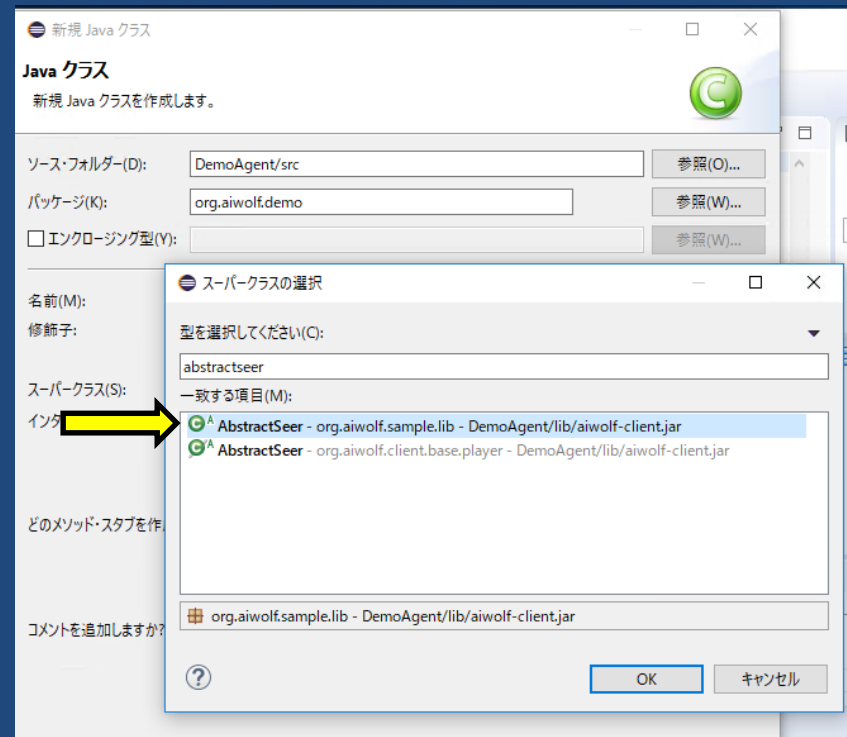 新規 Java クラス
Java クラス
新規 Java クラスを作成します。
ソース・フォルダー(D):
DemoAgent/src
参照(O)...
パッケージ(K):
org.aiwolf.demo
参照(W)...
エンクロージング型(Y):
参照(W)...
名前(M):
修飾子:
スーパークラス(S):
インタ
どのメソッド・スタブを作
コメントを追加しますか?
スーパークラスの選択
型を選択してください(C):
abstractseer
一致する項目(M):
AbstractSeer - org.aiwolf.sample.lib - DemoAgent/lib/aiwolf-client.jar
AbstractSeer - org.aiwolf.client.base.player - DemoAgent/lib/aiwolf-client.jar
org.aiwolf.sample.lib - DemoAgent/lib/aiwolf-client.jar
OK
キャンセル